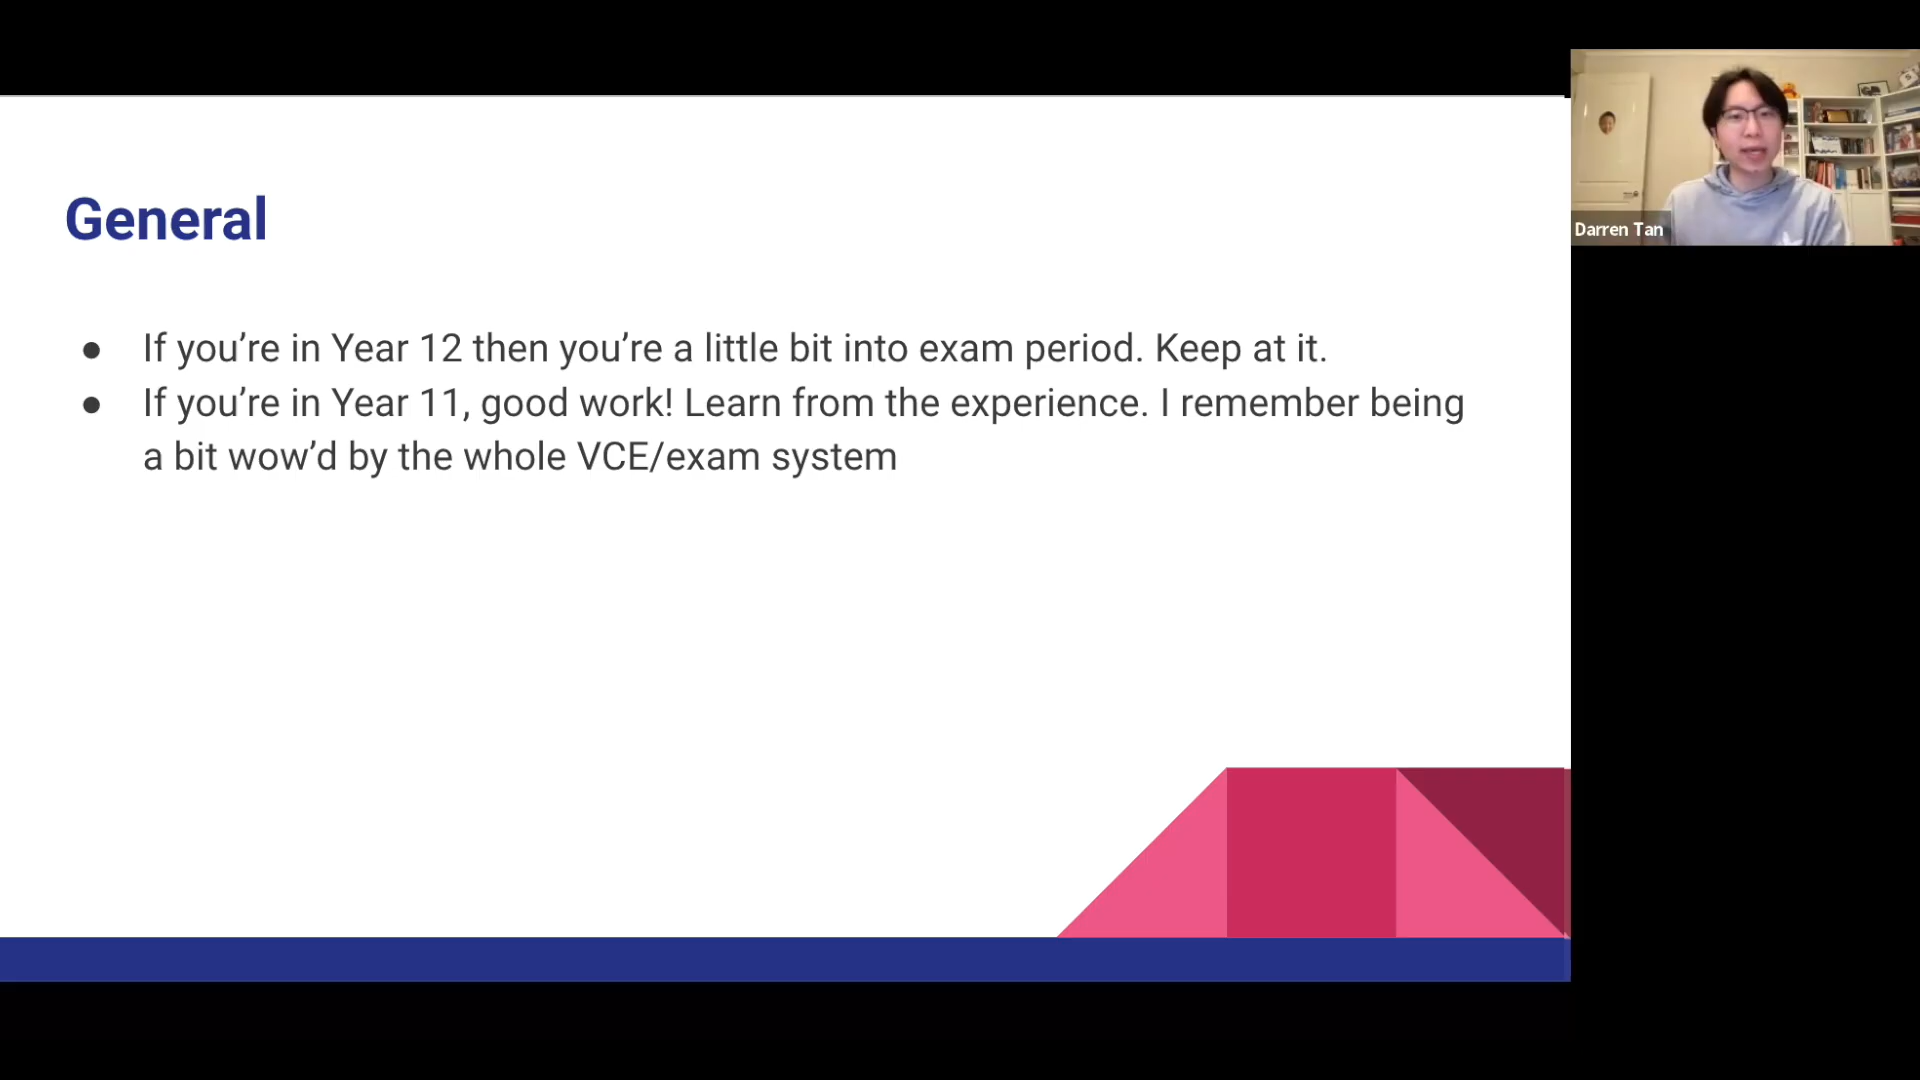 General
● If you’re in Year 12 then you’re a little bit into exam period. Keep at it.
● If you’re in Year 11, good work! Learn from the experience. I remember being
a bit wow’d by the whole VCE/exam system
Darren Tan